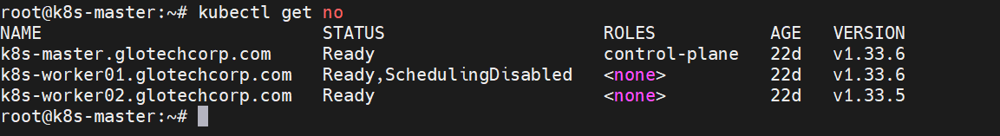 root@k8s-master:~# kubectl get no
NAME STATUS ROLES AGE VERSION
k8s-master.glotechcorp.com Ready control-plane 22d v1.33.6
k8s-worker01.glotechcorp.com Ready,SchedulingDisabled <none> 22d v1.33.6
k8s-worker02.glotechcorp.com Ready <none> 22d v1.33.5
root@k8s-master:~#